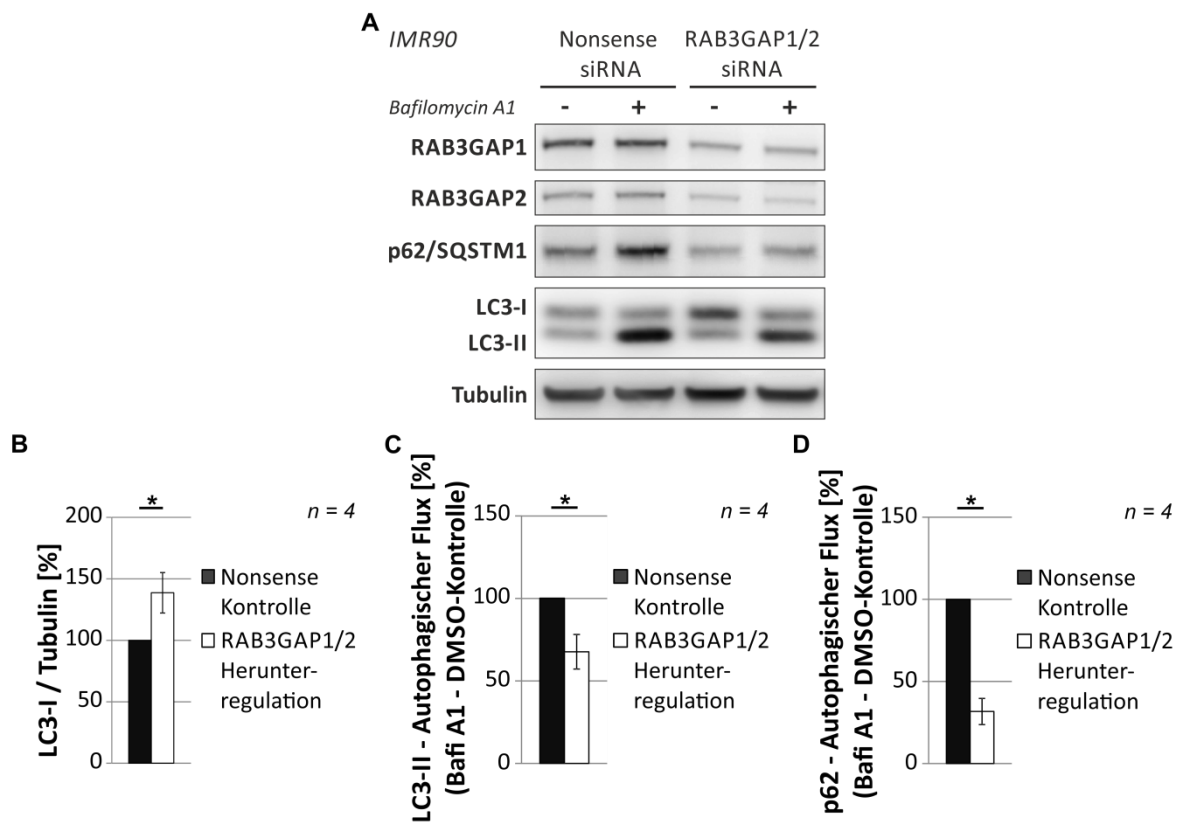 A
IMR90
Nonsense
siRNA
RAB3GAP1/2
siRNA
Bafilomycin A1
-
+
-
+
RAB3GAP1
RAB3GAP2
p62/SQSTM1
LC3-I
LC3-II
Tubulin
B
LC3-I / Tubulin [%]
200
150
100
50
0
*
n = 4
Nonsense
Kontrolle
RAB3GAP1/2
Herunter-
regulation
C
LC3-II - Autophagischer Flux [%]
(Bafi A1 - DMSO-Kontrolle)
150
100
50
0
*
n = 4
Nonsense
Kontrolle
RAB3GAP1/2
Herunter-
regulation
D
p62 - Autophagischer Flux [%]
(Bafi A1 - DMSO-Kontrolle)
150
100
50
0
*
n = 4
Nonsense
Kontrolle
RAB3GAP1/2
Herunter-
regulation